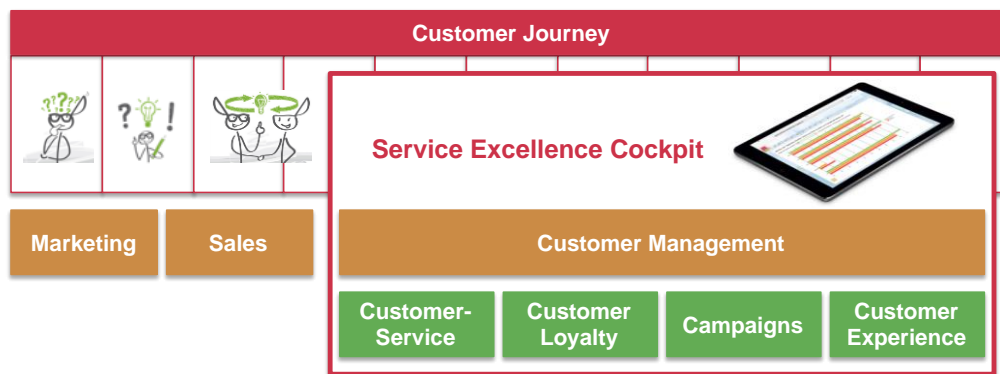 Customer Journey
Service Excellence Cockpit
Marketing
Sales
Customer Management
Customer-
Service
Customer
Loyalty
Campaigns
Customer
Experience